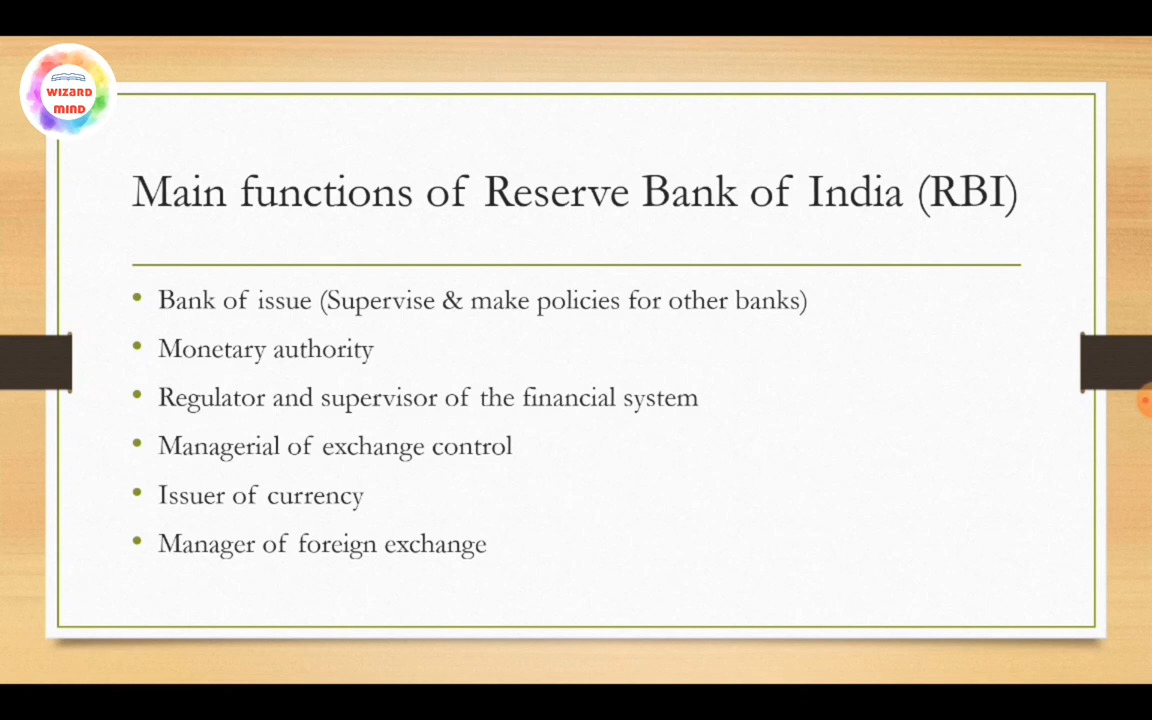 WIZARD
MIND
Main functions of Reserve Bank of India (RBI)
• Bank of issue (Supervise & make policies for other banks)
• Monetary authority
• Regulator and supervisor of the financial system
• Managerial of exchange control
• Issuer of currency
• Manager of foreign exchange